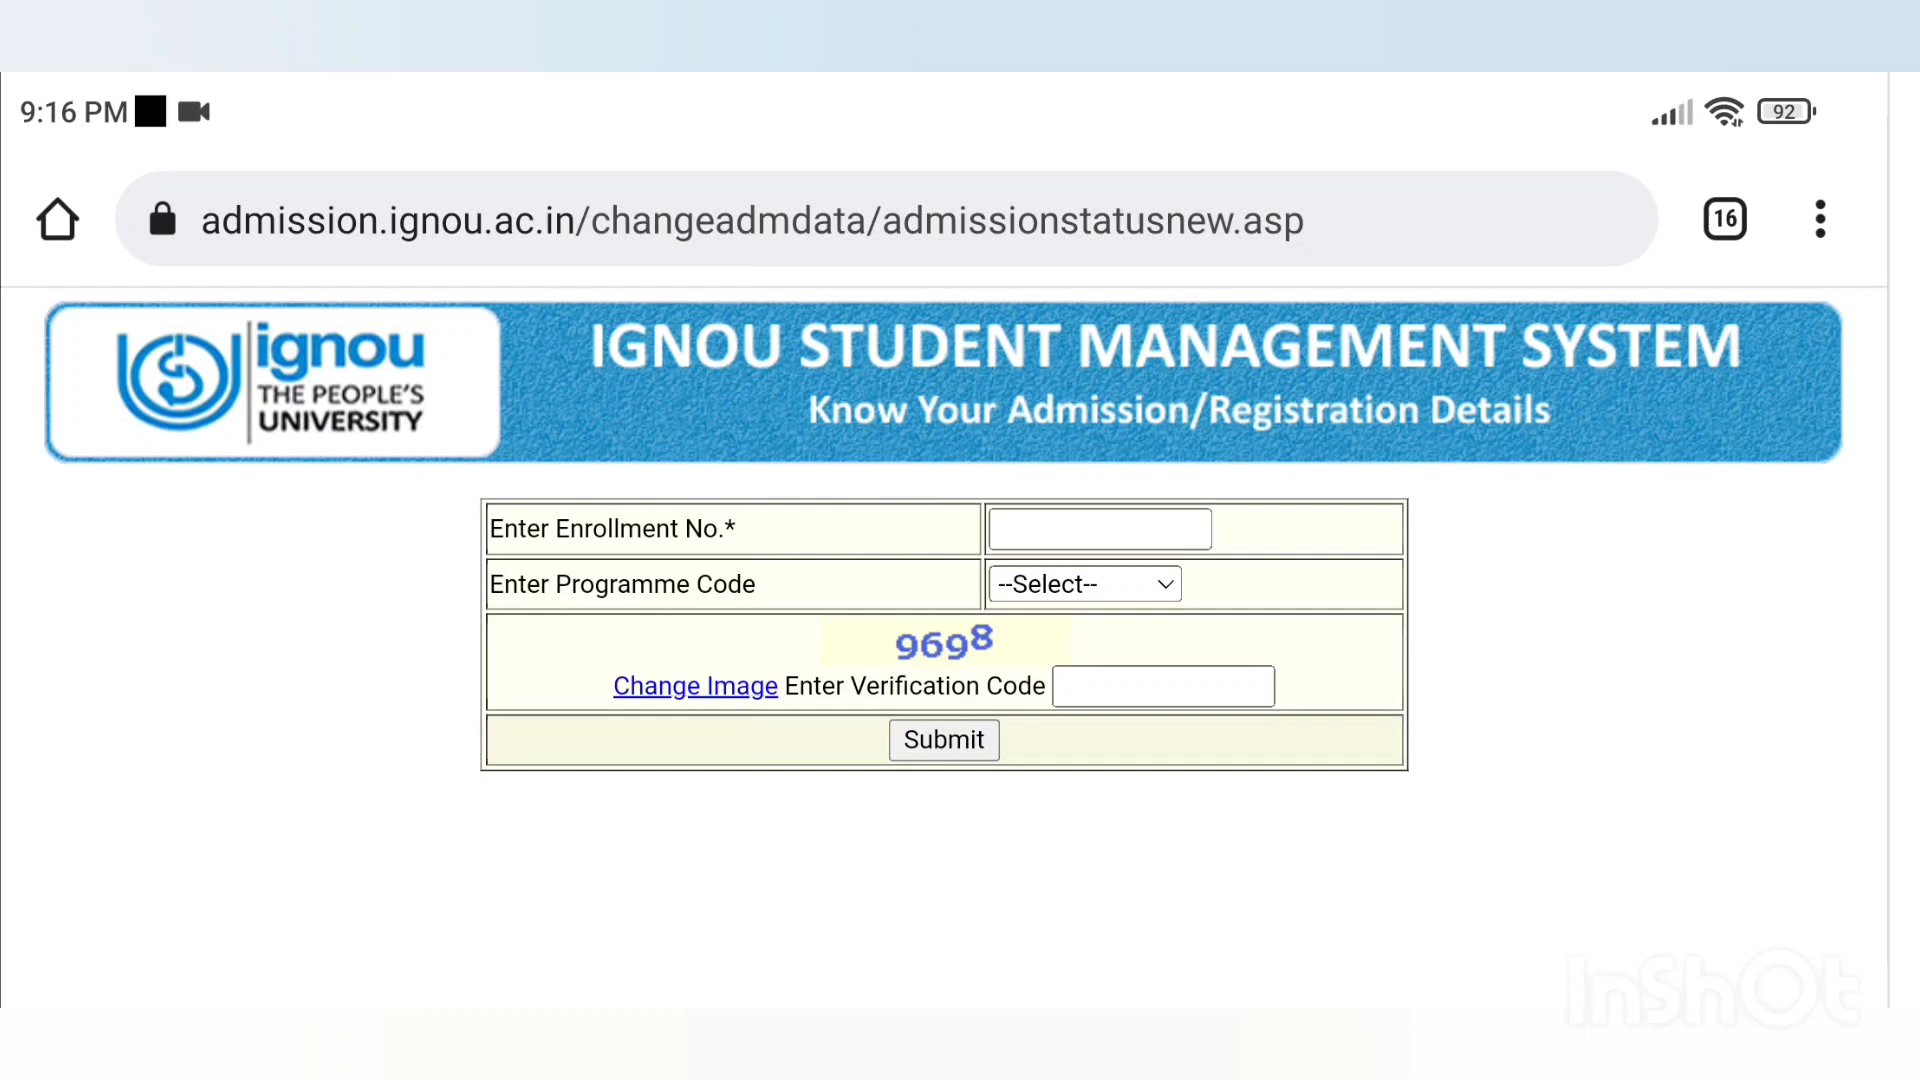 9:16 PM
92
admission.ignou.ac.in/changeadmdata/admissionstatusnew.asp
16
ignou
THE PEOPLE'S
UNIVERSITY
IGNOU STUDENT MANAGEMENT SYSTEM
Know Your Admission/Registration Details
Enter Enrollment No.*
Enter Programme Code
--Select--
9698
Change Image Enter Verification Code
Submit
InShOt